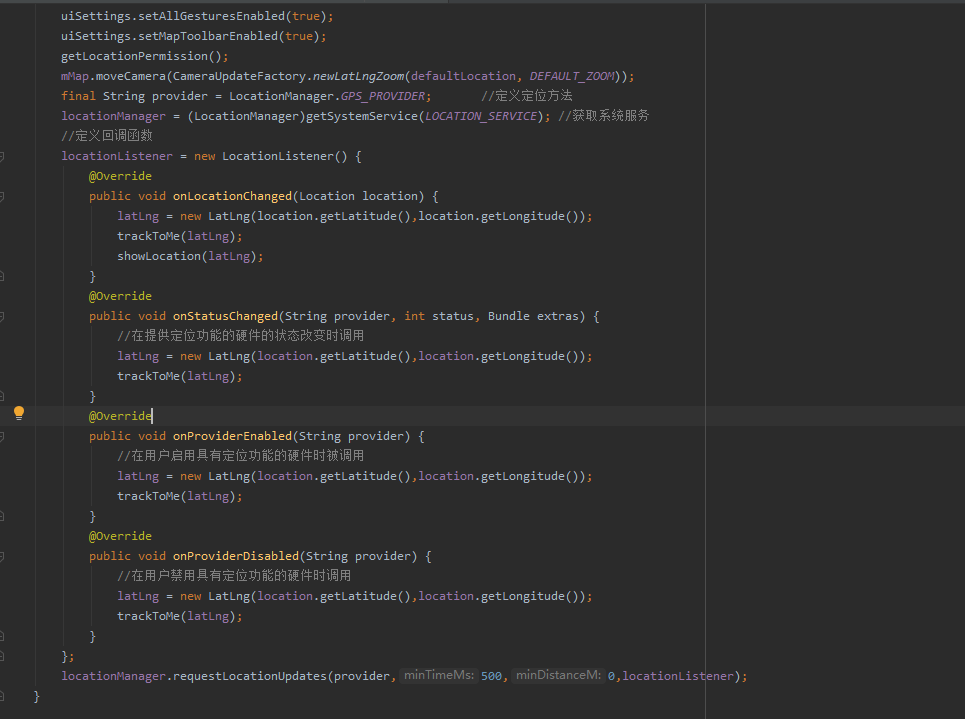 uiSettings.setAllGesturesEnabled(true);
uiSettings.setMapToolbarEnabled(true);
getLocationPermission();
mMap.moveCamera(CameraUpdateFactory.newLatLngZoom(defaultLocation, DEFAULT_ZOOM));
final String provider = LocationManager.GPS_PROVIDER; //定义定位方法
locationManager = (LocationManager)getSystemService(LOCATION_SERVICE); //获取系统服务
//定义回调函数
locationListener = new LocationListener() {
@Override
public void onLocationChanged(Location location) {
latLng = new LatLng(location.getLatitude(),location.getLongitude());
trackToMe(latLng);
showLocation(latLng);
}
@Override
public void onStatusChanged(String provider, int status, Bundle extras) {
//在提供定位功能的硬件的状态改变时调用
latLng = new LatLng(location.getLatitude(),location.getLongitude());
trackToMe(latLng);
}
@Override
public void onProviderEnabled(String provider) {
//在用户启用具有定位功能的硬件时被调用
latLng = new LatLng(location.getLatitude(),location.getLongitude());
trackToMe(latLng);
}
@Override
public void onProviderDisabled(String provider) {
//在用户禁用具有定位功能的硬件时调用
latLng = new LatLng(location.getLatitude(),location.getLongitude());
trackToMe(latLng);
}
};
locationManager.requestLocationUpdates(provider, minTimeMs: 500, minDistanceM: 0,locationListener);
}